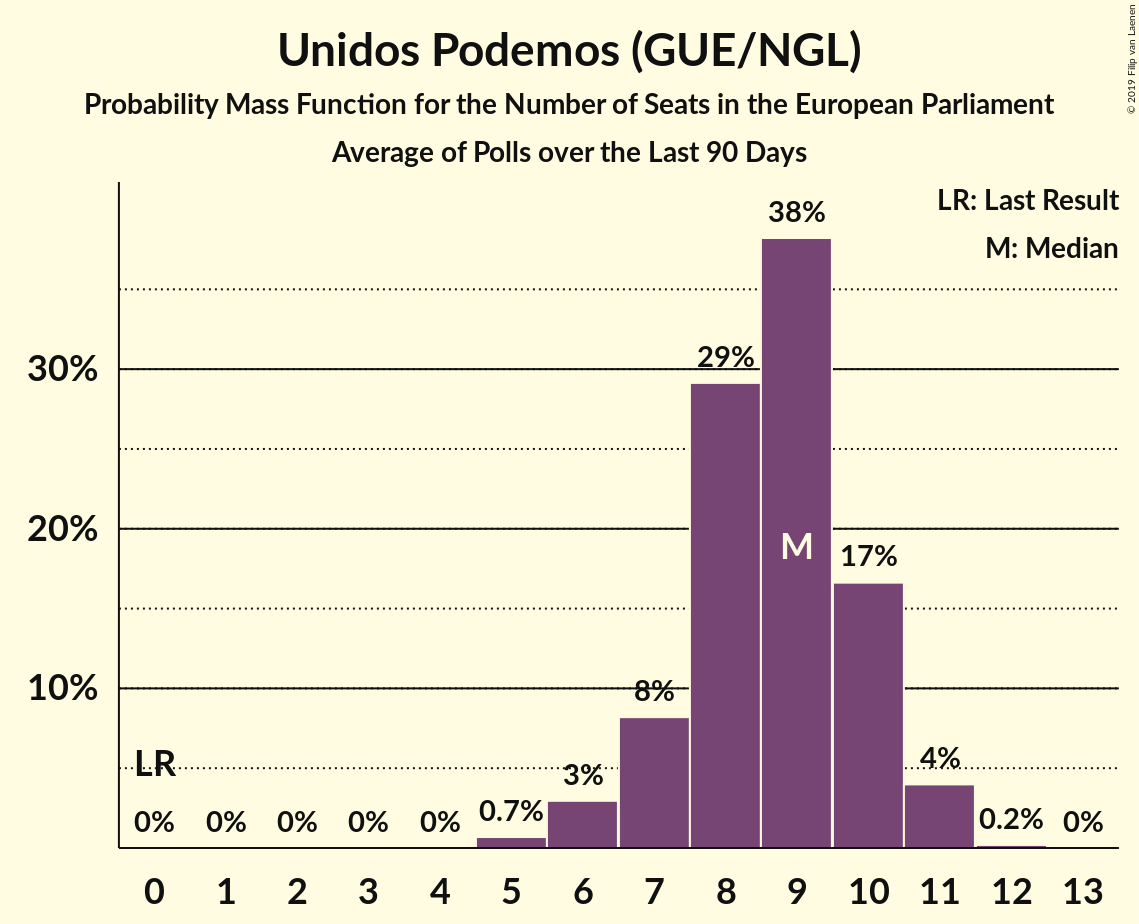 Unidos Podemos (GUE/NGL)
Probability Mass Function for the Number of Seats in the European Parliament
Average of Polls over the Last 90 Days
© 2019 Filip van Laenen
LR: Last Result
M: Median
38%
29%
30%
M
20%
17%
10%
8%
LR
3%
4%
0% 0% 0% 0% 0% 0.7% 0.2% 0%
0 1 2 3 4 5 6 7 8 9 10 11 12 13